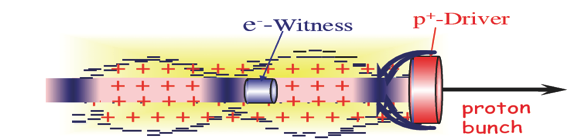 e⁻-Witness
p⁺-Driver
proton
bunch